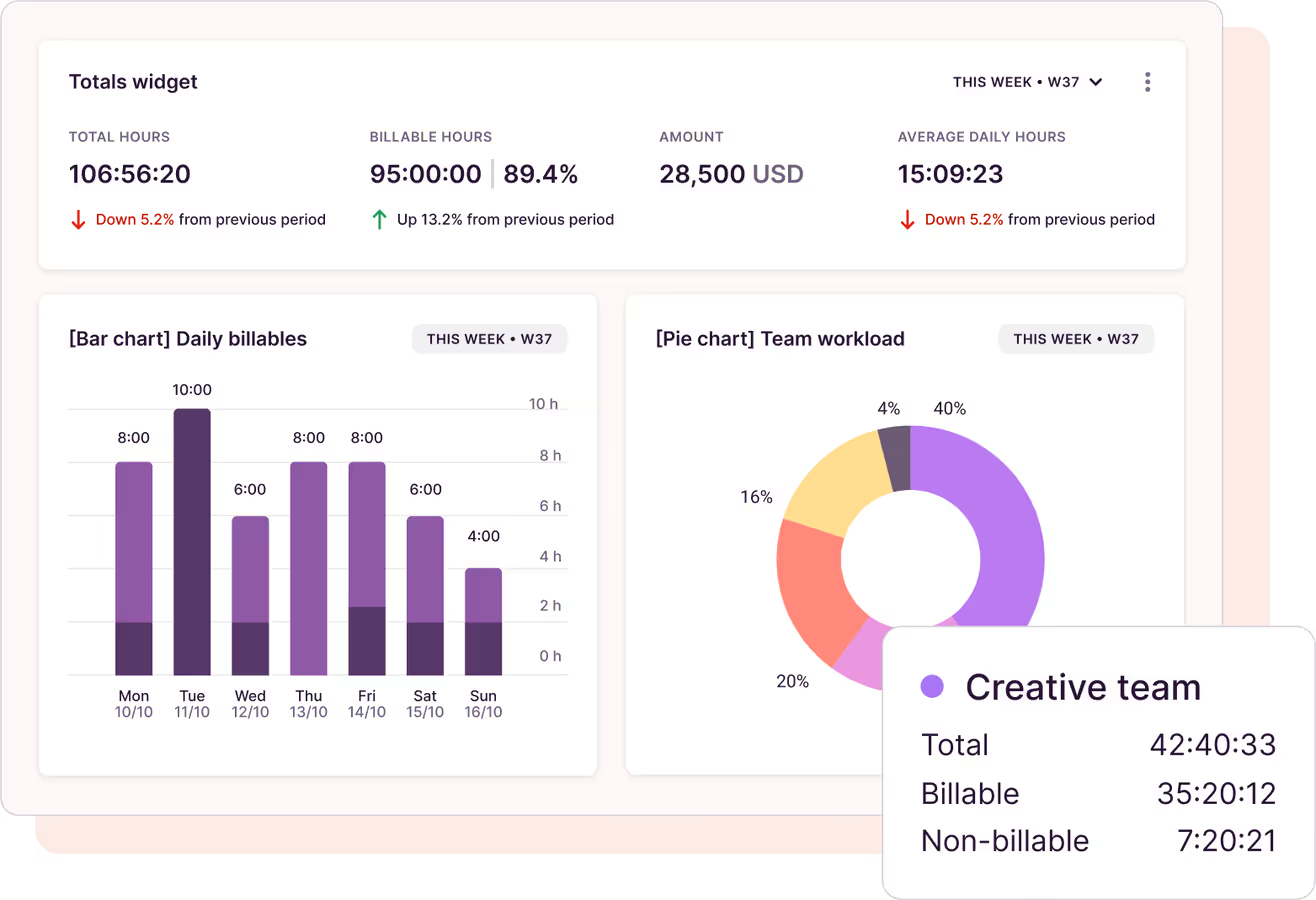 Totals widget
THIS WEEK • W37
TOTAL HOURS
106:56:20
Down 5.2% from previous period
BILLABLE HOURS
95:00:00 | 89.4%
Up 13.2% from previous period
AMOUNT
28,500 USD
AVERAGE DAILY HOURS
15:09:23
Down 5.2% from previous period
[Bar chart] Daily billables
THIS WEEK • W37
10:00
10 h
8:00
8:00
8:00
8 h
6:00
6:00
6 h
4:00
4 h
2 h
0 h
Mon Tue Wed Thu Fri Sat Sun
10/10 11/10 12/10 13/10 14/10 15/10 16/10
[Pie chart] Team workload
THIS WEEK • W37
4%
40%
16%
20%
Creative team
Total 42:40:33
Billable 35:20:12
Non-billable 7:20:21